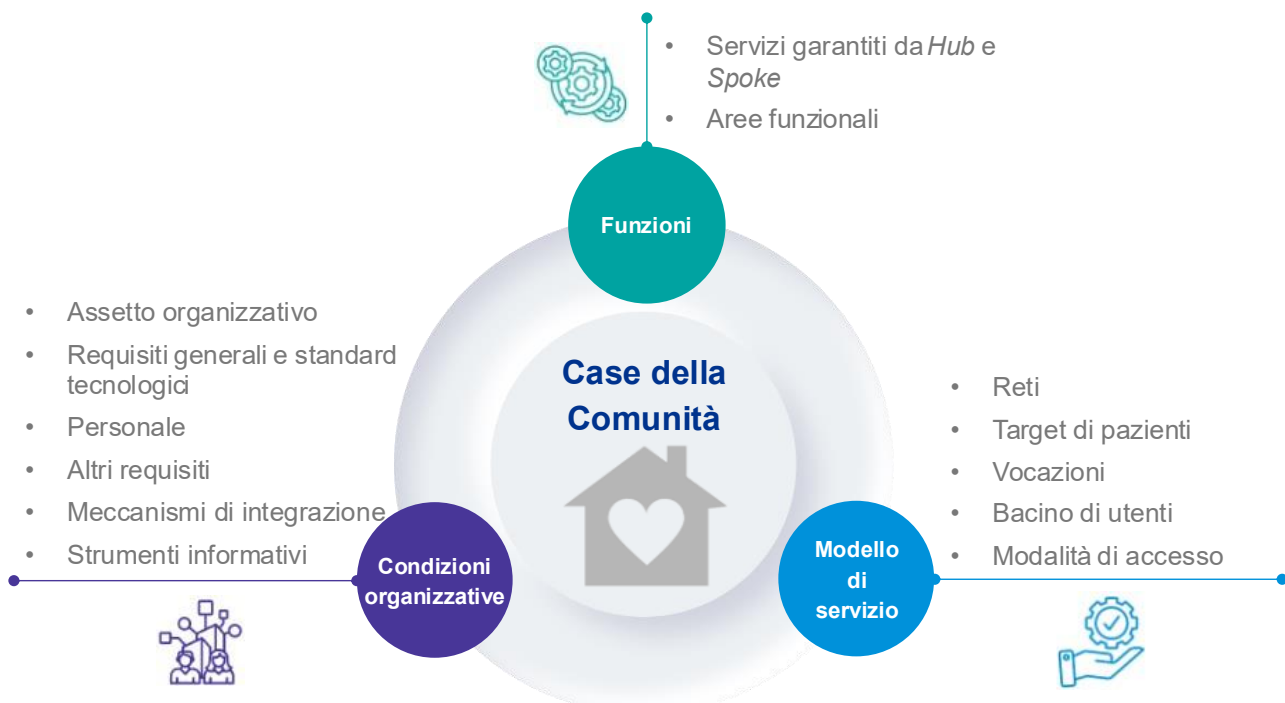 • Servizi garantiti da Hub e
Spoke
• Aree funzionali
Funzioni
• Assetto organizzativo
• Requisiti generali e standard
tecnologici
• Personale
• Altri requisiti
• Meccanismi di integrazione
• Strumenti informativi
Condizioni
organizzative
Case della
Comunità
• Reti
• Target di pazienti
• Vocazioni
• Bacino di utenti
• Modalità di accesso
Modello
di
servizio